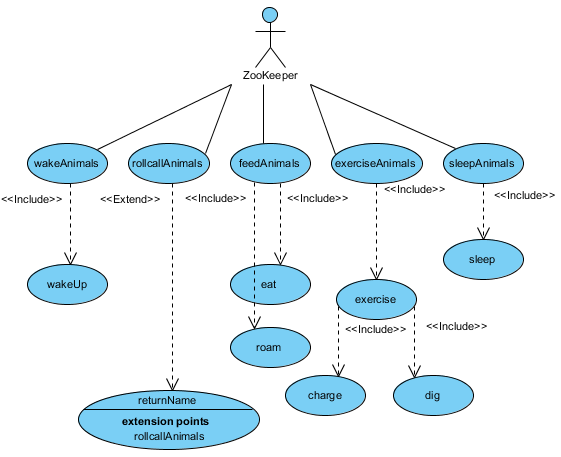 ZooKeeper
wakeAnimals
rollcallAnimals
feedAnimals
exerciseAnimals
sleepAnimals
<<Include>>
<<Extend>>
<<Include>>
<<Include>>
<<Include>>
<<Include>>
wakeUp
eat
exercise
sleep
roam
<<Include>>
<<Include>>
returnName
extension points
rollcallAnimals
charge
dig